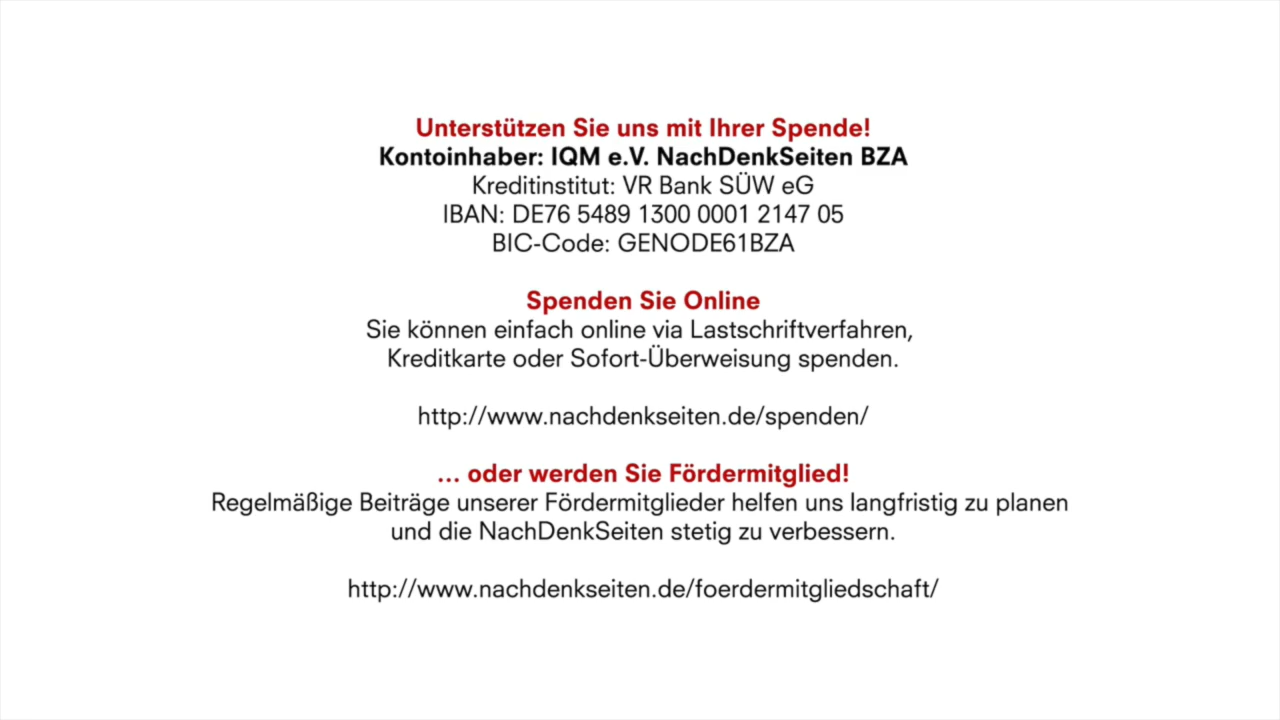 Unterstützen Sie uns mit Ihrer Spende!
Kontoinhaber: IQM e.V. NachDenkSeiten BZA
Kreditinstitut: VR Bank SÜW eG
IBAN: DE76 5489 1300 0001 2147 05
BIC-Code: GENODE61BZA
Spenden Sie Online
Sie können einfach online via Lastschriftverfahren,
Kreditkarte oder Sofort-Überweisung spenden.
http://www.nachdenkseiten.de/spenden/
... oder werden Sie Fördermitglied!
Regelmäßige Beiträge unserer Fördermitglieder helfen uns langfristig zu planen
und die NachDenkSeiten stetig zu verbessern.
http://www.nachdenkseiten.de/foerdermitgliedschaft/